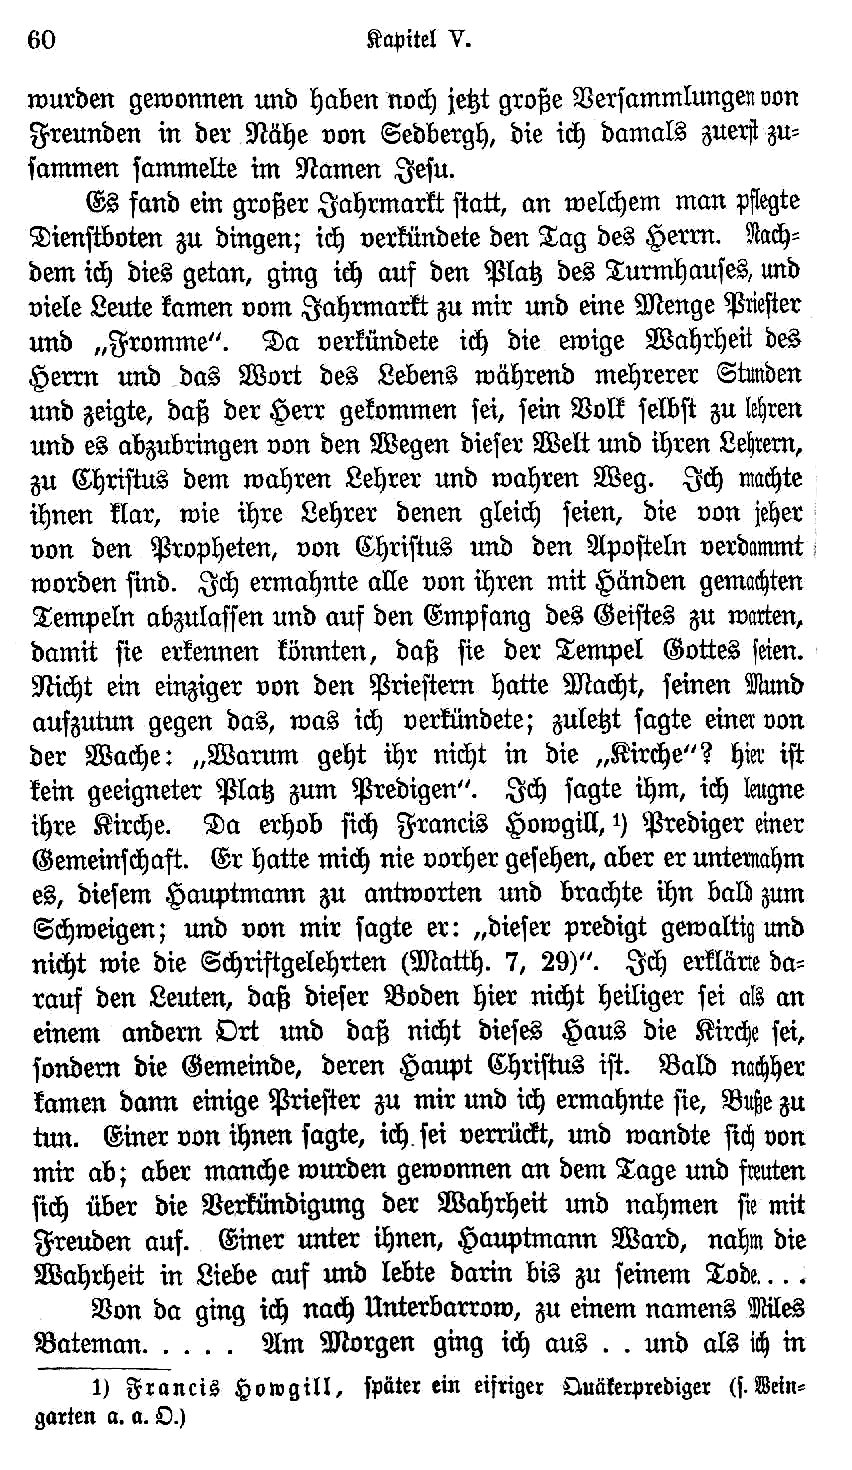 60 Kapitel V.
wurden gewonnen und haben noch jetzt große Versammlungen von
Freunden in der Nähe von Sedbergh, die ich damals zuerst zu-
sammen sammelte im Namen Jesu.
Es fand ein großer Jahrmarkt statt, an welchem man pflegte
Dienstboten zu dingen; ich verkündete den Tag des Herrn. Nach-
dem ich dies getan, ging ich auf den Platz des Turmhauses, und
viele Leute kamen vom Jahrmarkt zu mir und eine Menge Priester
und „Fromme“. Da verkündete ich die ewige Wahrheit des
Herrn und das Wort des Lebens während mehrerer Stunden
und zeigte, daß der Herr gekommen sei, sein Volk selbst zu lehren
und es abzubringen von den Wegen dieser Welt und ihren Lehrern,
zu Christus dem wahren Lehrer und wahren Weg. Ich machte
ihnen klar, wie ihre Lehrer denen gleich seien, die von jeher
von den Propheten, von Christus und den Aposteln verdammt
worden sind. Ich ermahnte alle von ihren mit Händen gemachten
Tempeln abzulassen und auf den Empfang des Geistes zu warten,
damit sie erkennen könnten, daß sie der Tempel Gottes seien.
Nicht ein einziger von den Priestern hatte Macht, seinen Mund
aufzutun gegen das, was ich verkündete; zuletzt sagte einer von
der Wache: „Warum geht ihr nicht in die „Kirche“? hier ist
kein geeigneter Platz zum Predigen“. Ich sagte ihm, ich leugne
ihre Kirche. Da erhob sich Francis Howgill,¹) Prediger einer
Gemeinschaft. Er hatte mich nie vorher gesehen, aber er unternahm
es, diesem Hauptmann zu antworten und brachte ihn bald zum
Schweigen; und von mir sagte er: „dieser predigt gewaltig und
nicht wie die Schriftgelehrten (Matth. 7, 29)“. Ich erklärte da-
rauf den Leuten, daß dieser Boden hier nicht heiliger sei als an
einem andern Ort und daß nicht dieses Haus die Kirche sei,
sondern die Gemeinde, deren Haupt Christus ist. Bald nachher
kamen dann einige Priester zu mir und ich ermahnte sie, Buße zu
tun. Einer von ihnen sagte, ich sei verrückt, und wandte sich von
mir ab; aber manche wurden gewonnen an dem Tage und freuten
sich über die Verkündigung der Wahrheit und nahmen sie mit
Freuden auf. Einer unter ihnen, Hauptmann Ward, nahm die
Wahrheit in Liebe auf und lebte darin bis zu seinem Tode....
Von da ging ich nach Unterbarrow, zu einem namens Miles
Bateman. . . . . Am Morgen ging ich aus . . und als ich in
1) Francis Howgill, später ein eifriger Quäkerprediger (s. Wein-
garten a. a. O.)